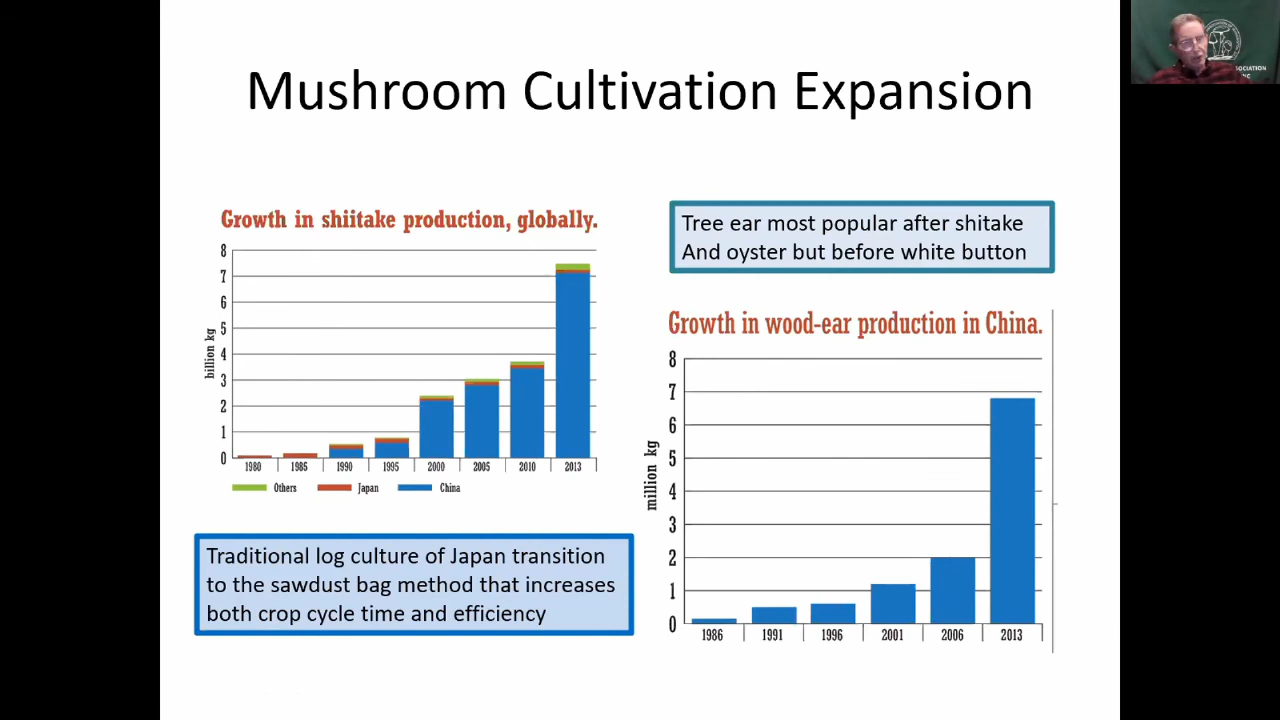 Mushroom Cultivation Expansion
Growth in shiitake production, globally.
8
7
6
5
4
3
2
1
0
billion kg
1980 1985 1990 1995 2000 2005 2010 2013
Others Japan China
Traditional log culture of Japan transition
to the sawdust bag method that increases
both crop cycle time and efficiency
Tree ear most popular after shitake
And oyster but before white button
Growth in wood-ear production in China.
8
7
6
5
4
3
2
1
0
million kg
1986 1991 1996 2001 2006 2013